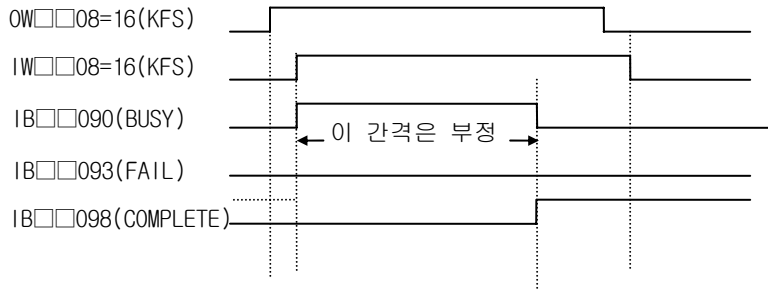 OW□□08=16(KFS)
IW□□08=16(KFS)
IB□□090(BUSY)
이 간격은 부정
IB□□093(FAIL)
IB□□098(COMPLETE)